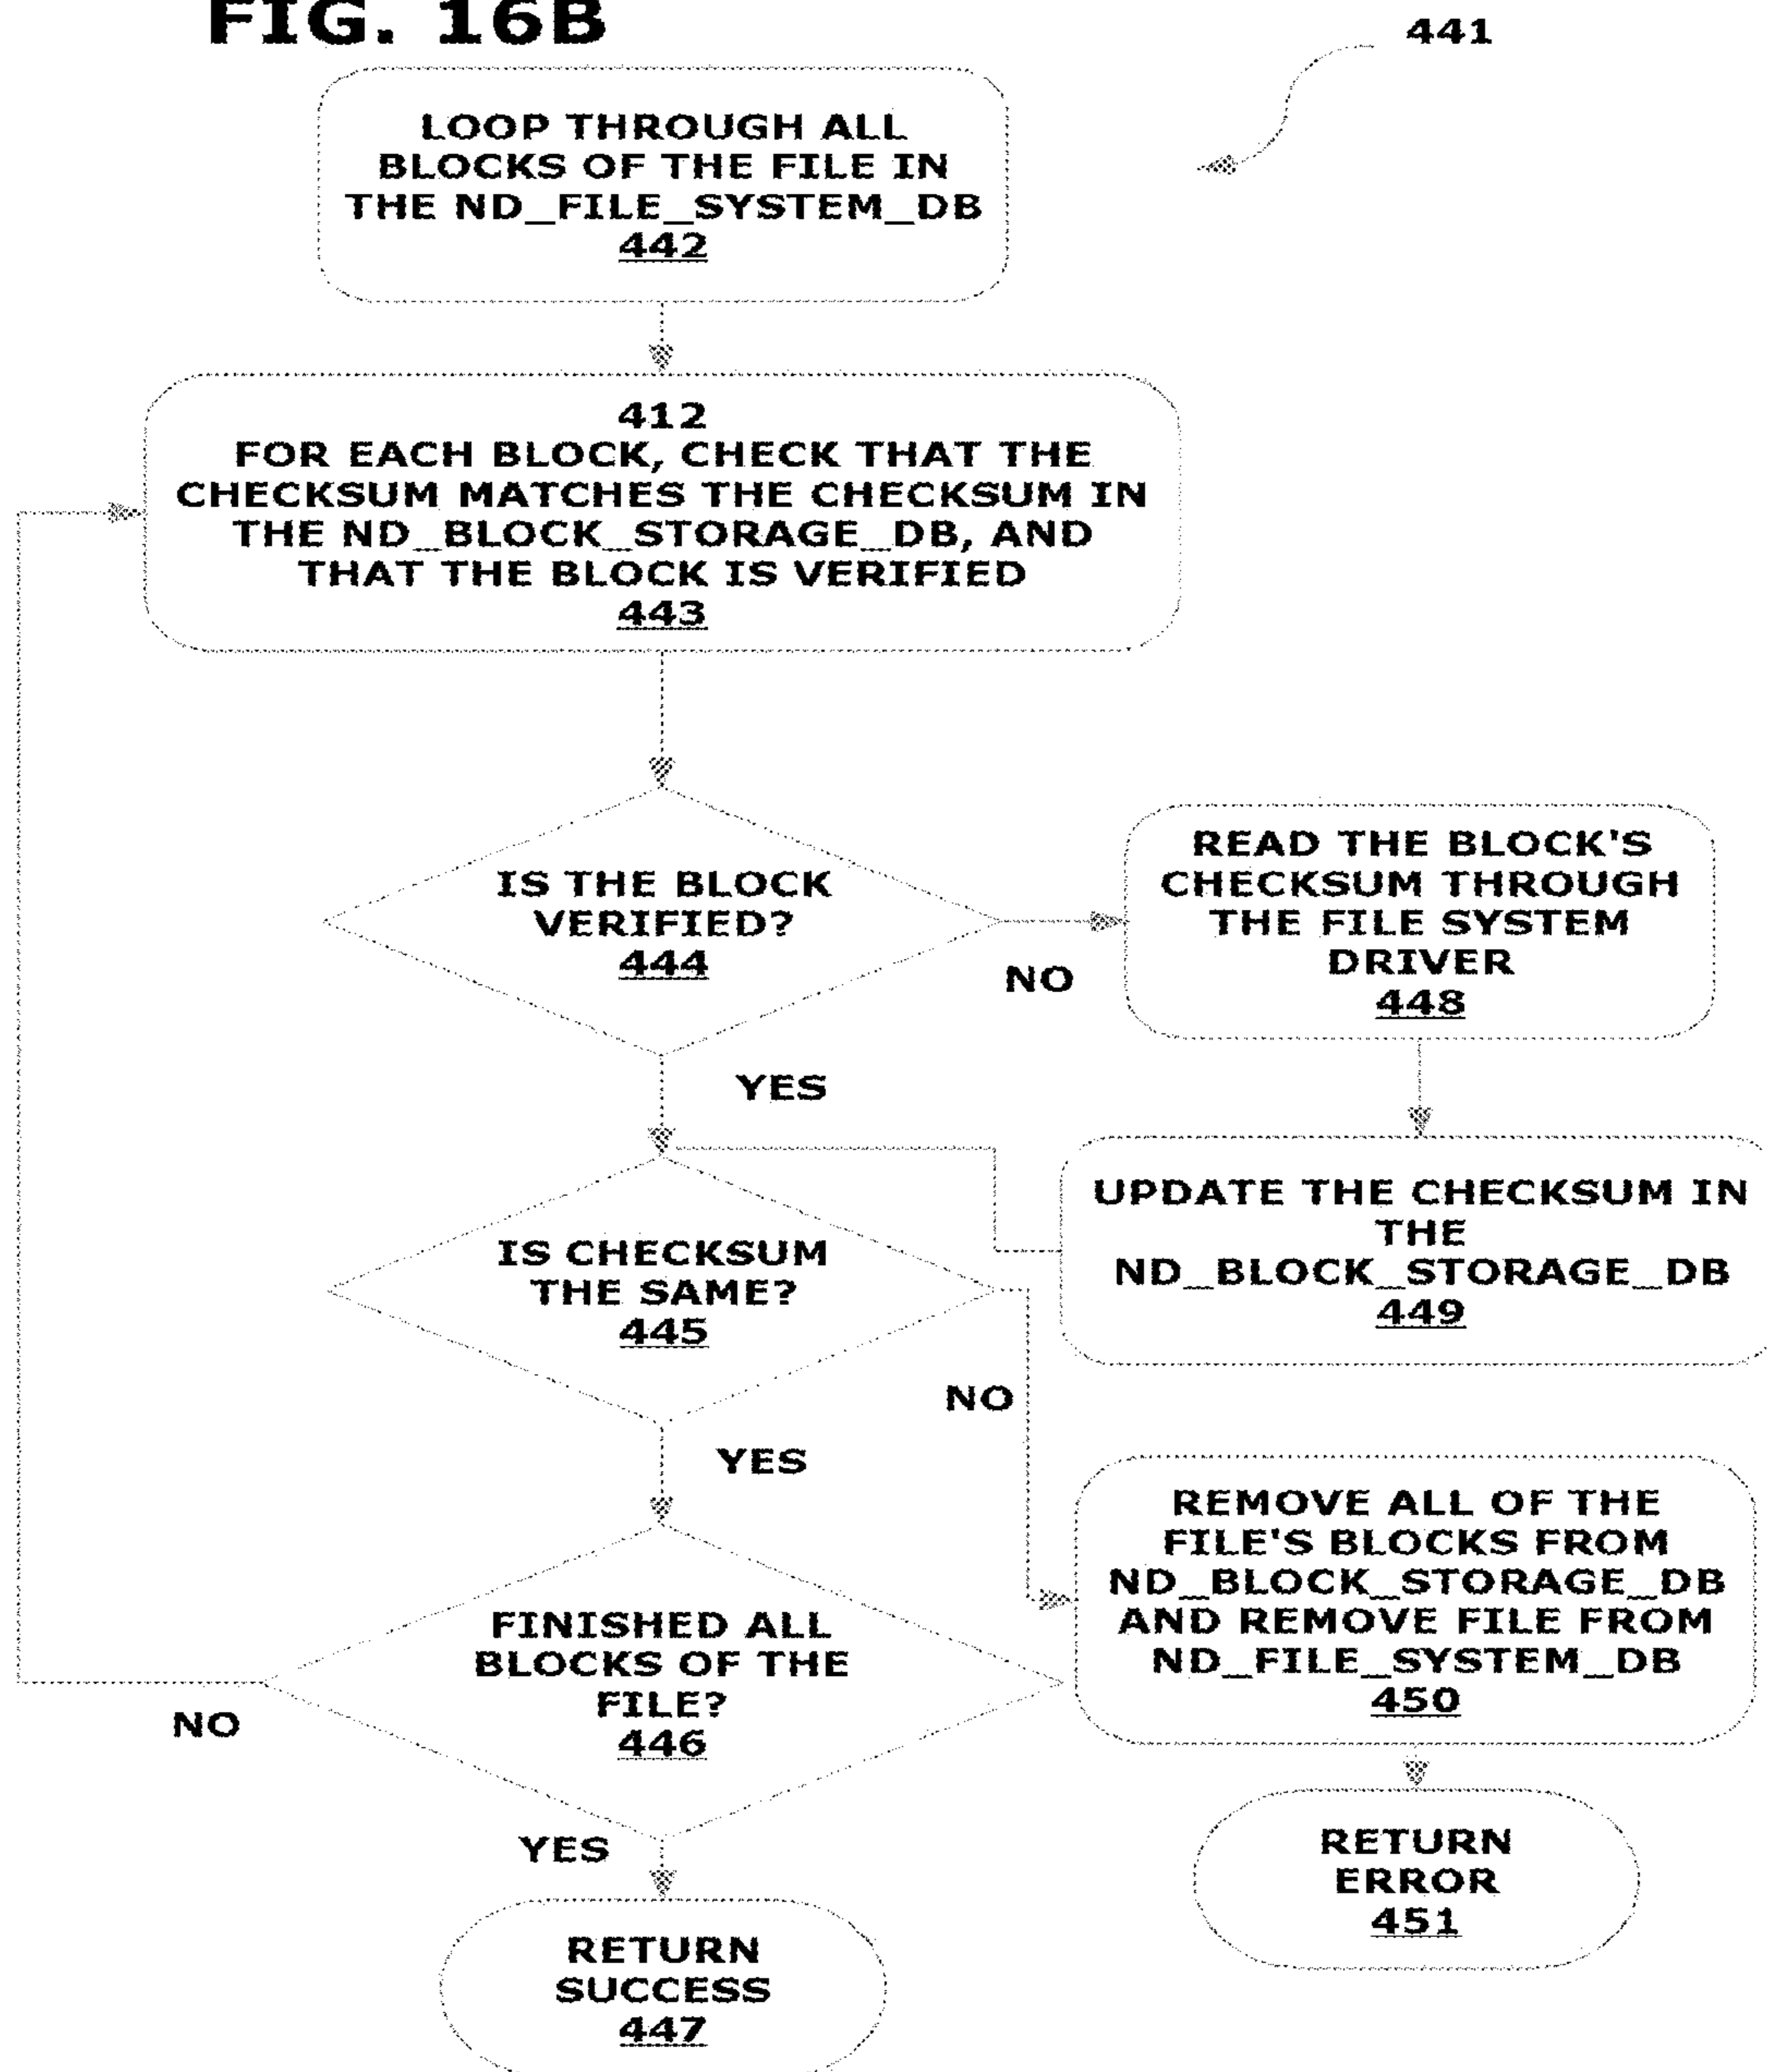 FIG. 16B
441
LOOP THROUGH ALL
BLOCKS OF THE FILE IN
THE ND_FILE_SYSTEM_DB
442
412
FOR EACH BLOCK, CHECK THAT THE
CHECKSUM MATCHES THE CHECKSUM IN
THE ND_BLOCK_STORAGE_DB, AND
THAT THE BLOCK IS VERIFIED
443
IS THE BLOCK
VERIFIED?
444
NO
READ THE BLOCK'S
CHECKSUM THROUGH
THE FILE SYSTEM
DRIVER
448
YES
UPDATE THE CHECKSUM IN
THE
ND_BLOCK_STORAGE_DB
449
IS CHECKSUM
THE SAME?
445
NO
YES
REMOVE ALL OF THE
FILE'S BLOCKS FROM
ND_BLOCK_STORAGE_DB
AND REMOVE FILE FROM
ND_FILE_SYSTEM_DB
450
FINISHED ALL
BLOCKS OF THE
FILE?
446
NO
YES
RETURN
ERROR
451
RETURN
SUCCESS
447